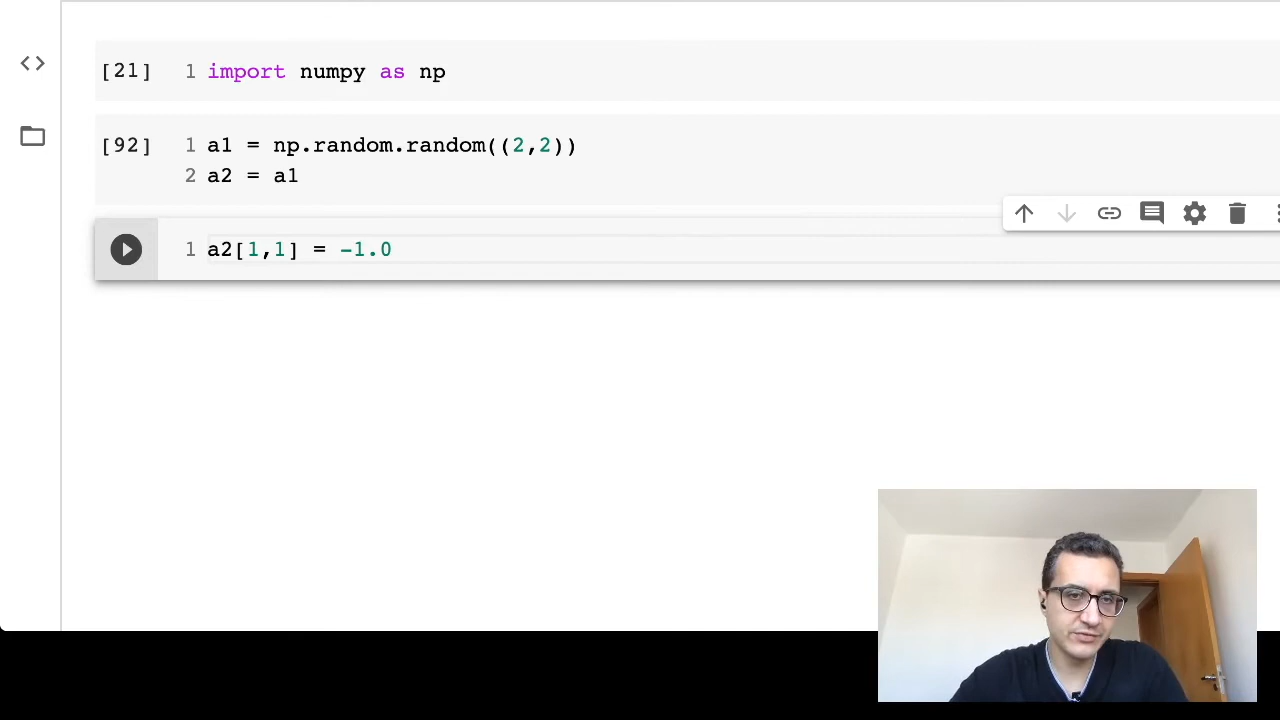 [21] 1 import numpy as np
[92] 1 a1 = np.random.random((2,2))
2 a2 = a1
1 a2[1,1] = -1.0